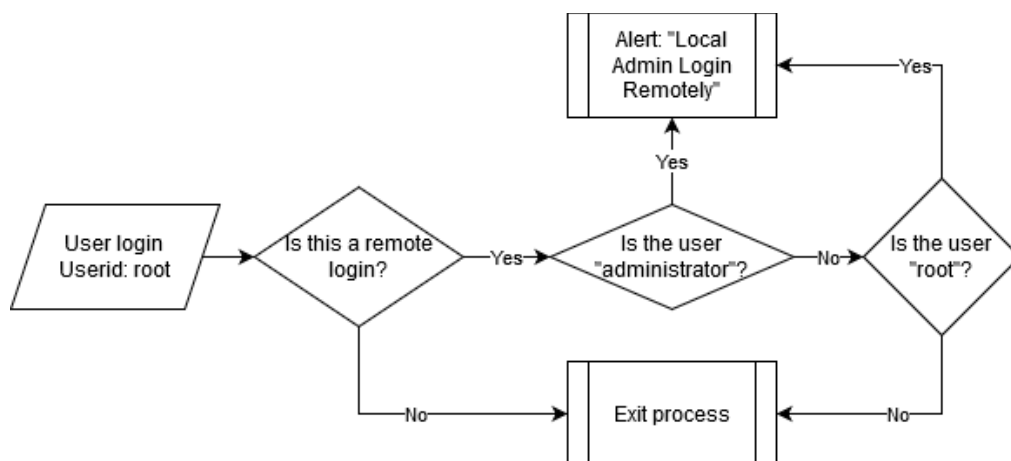 Alert: "Local
Admin Login
Remotely"
Yes
Yes
User login
Userid: root
Is this a remote
login?
Yes
Is the user
"administrator"?
No
Is the user
"root"?
No
Exit process
No